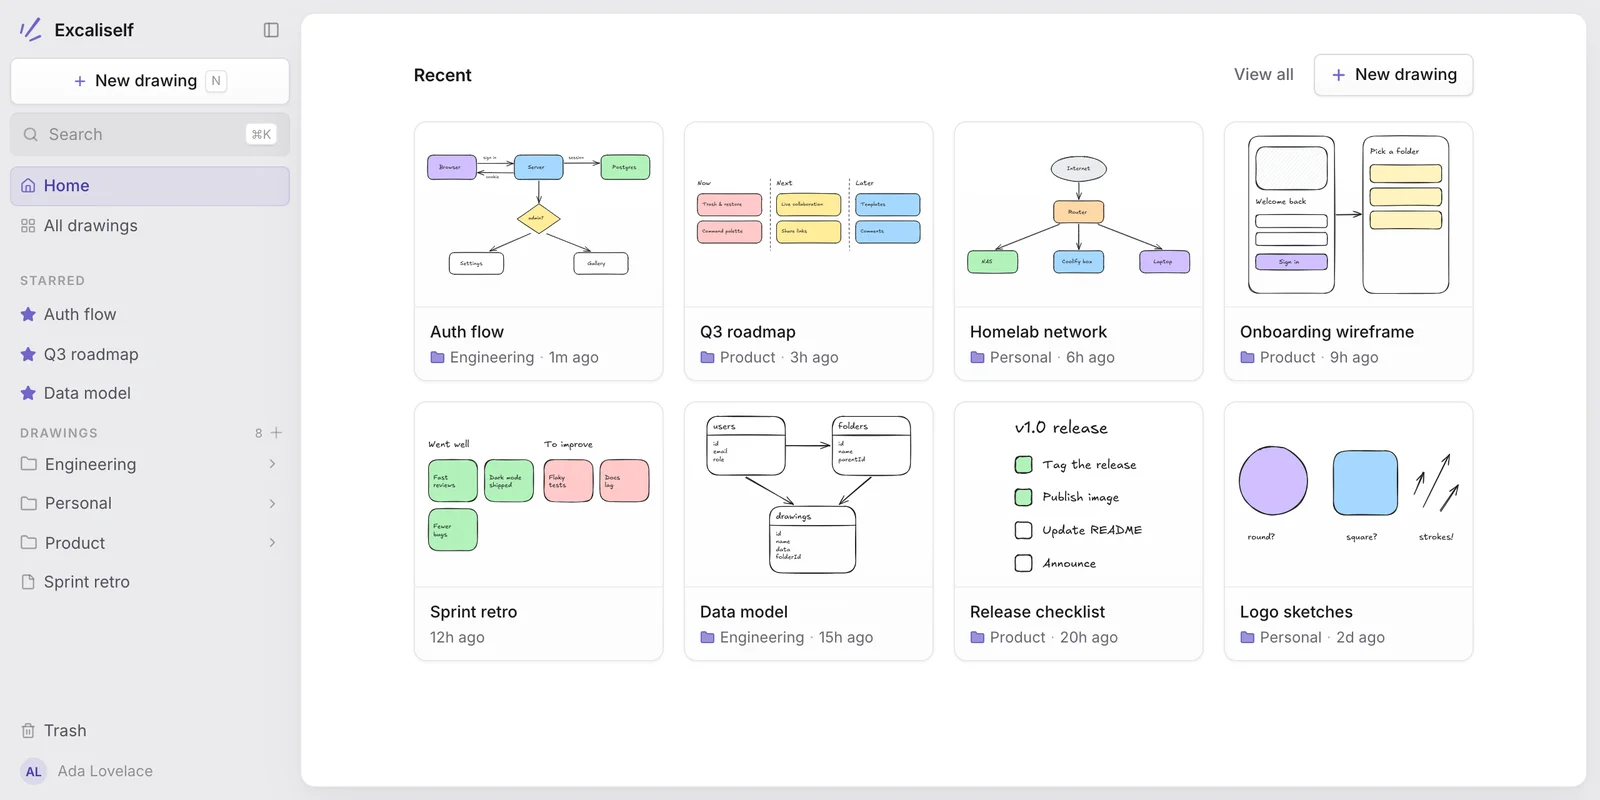 Excaliself
New drawing N
Search ⌘K
Home
All drawings
STARRED
Auth flow
Q3 roadmap
Data model
DRAWINGS 8
Engineering
Personal
Product
Sprint retro
Trash
AL Ada Lovelace
Recent
View all
New drawing
Browser
sign in
cookie
Server
session
Postgres
admin?
Settings
Gallery
Auth flow
Engineering · 1m ago
Now
Next
Later
Trash & restore
Live collaboration
Templates
Command palette
Share links
Comments
Q3 roadmap
Product · 3h ago
Internet
Router
NAS
Coolify box
Laptop
Homelab network
Personal · 6h ago
Welcome back
Sign in
Pick a folder
Onboarding wireframe
Product · 9h ago
Went well
To improve
Fast
reviews
Dark mode
shipped
Flaky
tests
Docs
lag
Fewer
bugs
Sprint retro
12h ago
users
id
email
role
folders
id
name
parentId
drawings
id
name
data
folderId
Data model
Engineering · 15h ago
v1.0 release
Tag the release
Publish image
Update README
Announce
Release checklist
Product · 20h ago
round?
square?
strokes!
Logo sketches
Personal · 2d ago